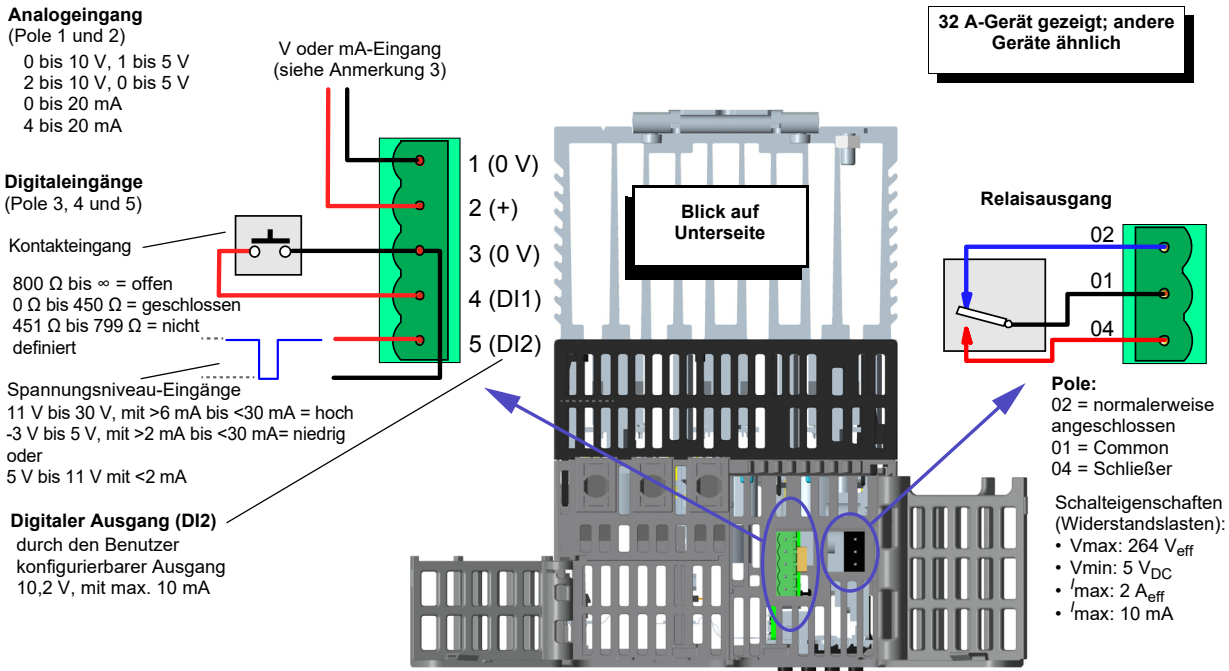 Analogeingang
(Pole 1 und 2)
0 bis 10 V, 1 bis 5 V
2 bis 10 V, 0 bis 5 V
0 bis 20 mA
4 bis 20 mA
V oder mA-Eingang
(siehe Anmerkung 3)
32 A-Gerät gezeigt; andere
Geräte ähnlich
1 (0 V)
2 (+)
3 (0 V)
4 (DI1)
5 (DI2)
Digitaleingänge
(Pole 3, 4 und 5)
Kontakteingang
800 Ω bis ∞ = offen
0 Ω bis 450 Ω = geschlossen
451 Ω bis 799 Ω = nicht
definiert
Spannungsniveau-Eingänge
11 V bis 30 V, mit >6 mA bis <30 mA = hoch
-3 V bis 5 V, mit >2 mA bis <30 mA= niedrig
oder
5 V bis 11 V mit <2 mA
Digitaler Ausgang (DI2)
durch den Benutzer
konfigurierbarer Ausgang
10,2 V, mit max. 10 mA
Blick auf
Unterseite
Relaisausgang
02
01
04
Pole:
02 = normalerweise
angeschlossen
01 = Common
04 = Schließer
Schalteigenschaften
(Widerstandslasten):
• Vmax: 264 Veff
• Vmin: 5 VDC
• Imax: 2 Aeff
• Imax: 10 mA